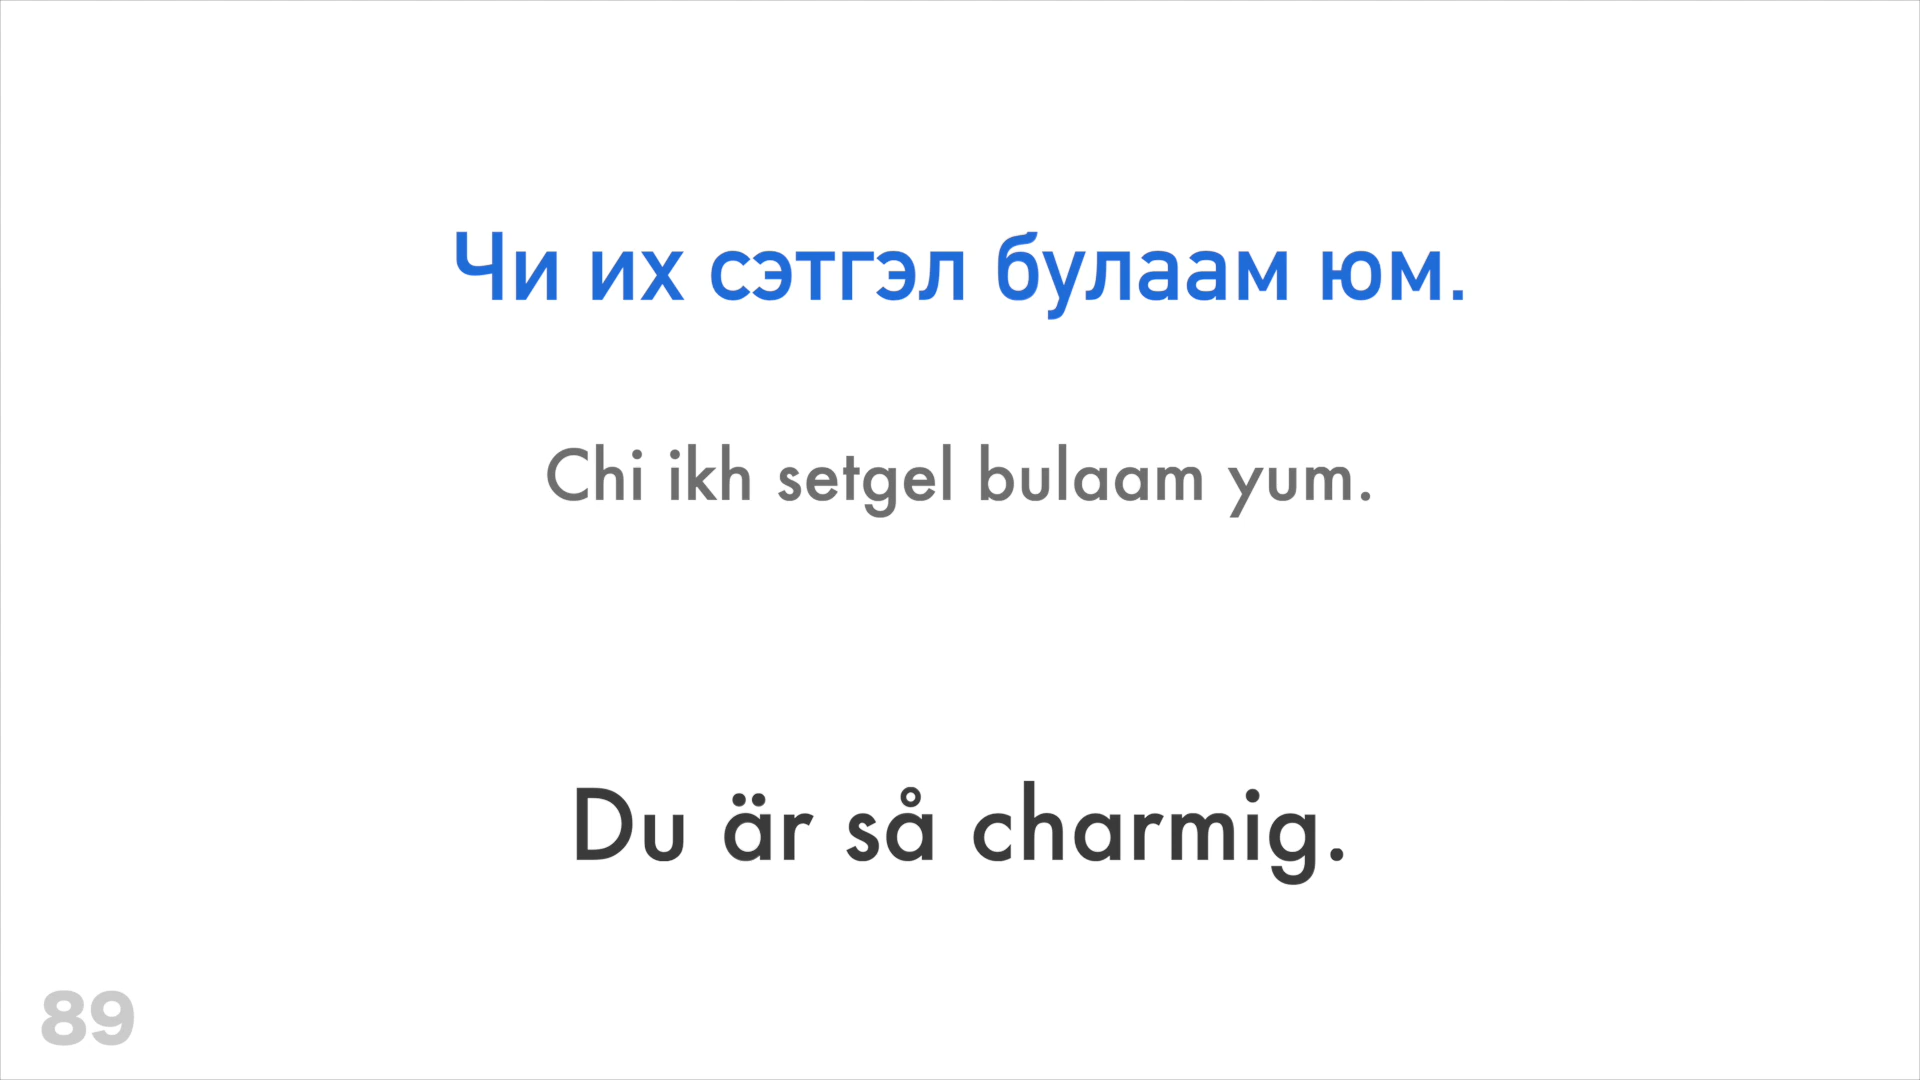 Чи их сэтгэл булаам юм.
Chi ikh setgel bulaam yum.
Du är så charmig.
89